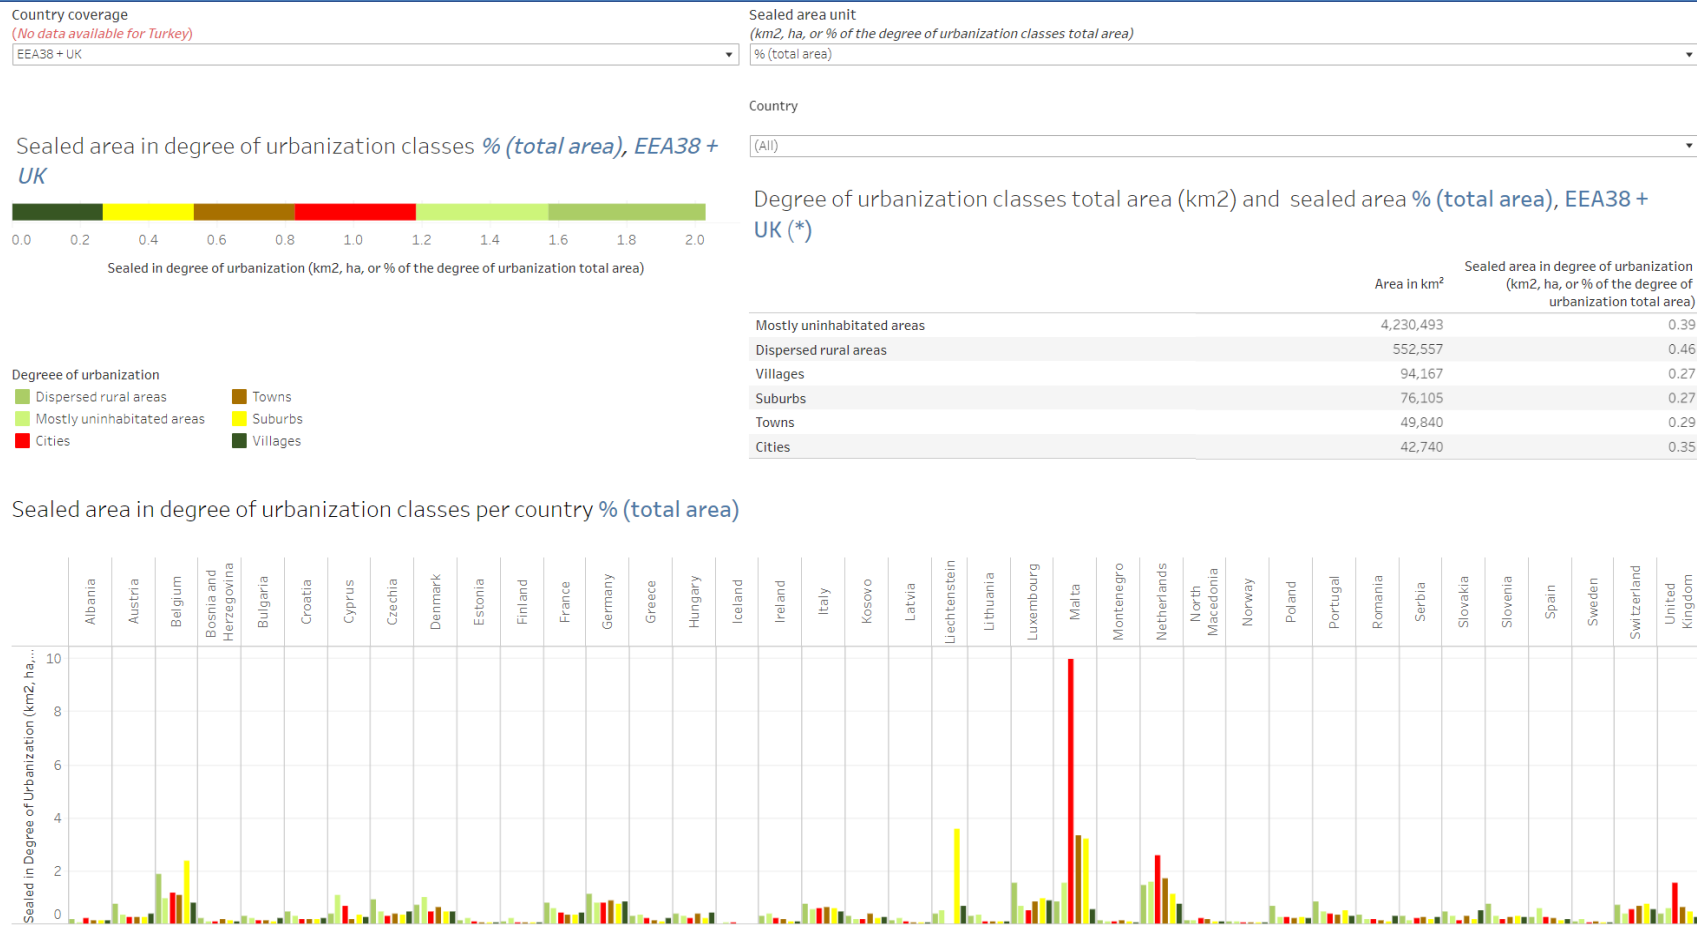 Country coverage
(No data available for Turkey)
EEA38 + UK
Sealed area unit
(km2, ha, or % of the degree of urbanization classes total area)
% (total area)
Country
(All)
Sealed area in degree of urbanization classes % (total area), EEA38 +
UK
0.0 0.2 0.4 0.6 0.8 1.0 1.2 1.4 1.6 1.8 2.0
Sealed in degree of urbanization (km2, ha, or % of the degree of urbanization total area)
Degreee of urbanization
Dispersed rural areas
Mostly uninhabitated areas
Cities
Towns
Suburbs
Villages
Degree of urbanization classes total area (km2) and sealed area % (total area), EEA38 +
UK (*)
Area in km²
Sealed area in degree of urbanization
(km2, ha, or % of the degree of
urbanization total area)
Mostly uninhabitated areas 4,230,493 0.39
Dispersed rural areas 552,557 0.46
Villages 94,167 0.27
Suburbs 76,105 0.27
Towns 49,840 0.29
Cities 42,740 0.35
Sealed area in degree of urbanization classes per country % (total area)
Albania
Austria
Belgium
Bosnia and
Herzegovina
Bulgaria
Croatia
Cyprus
Czechia
Denmark
Estonia
Finland
France
Germany
Greece
Hungary
Iceland
Ireland
Italy
Kosovo
Latvia
Liechtenstein
Lithuania
Luxembourg
Malta
Montenegro
Netherlands
North
Macedonia
Norway
Poland
Portugal
Romania
Serbia
Slovakia
Slovenia
Spain
Sweden
Switzerland
United
Kingdom
Sealed in Degree of Urbanization (km2, ha,...
10
8
6
4
2
0